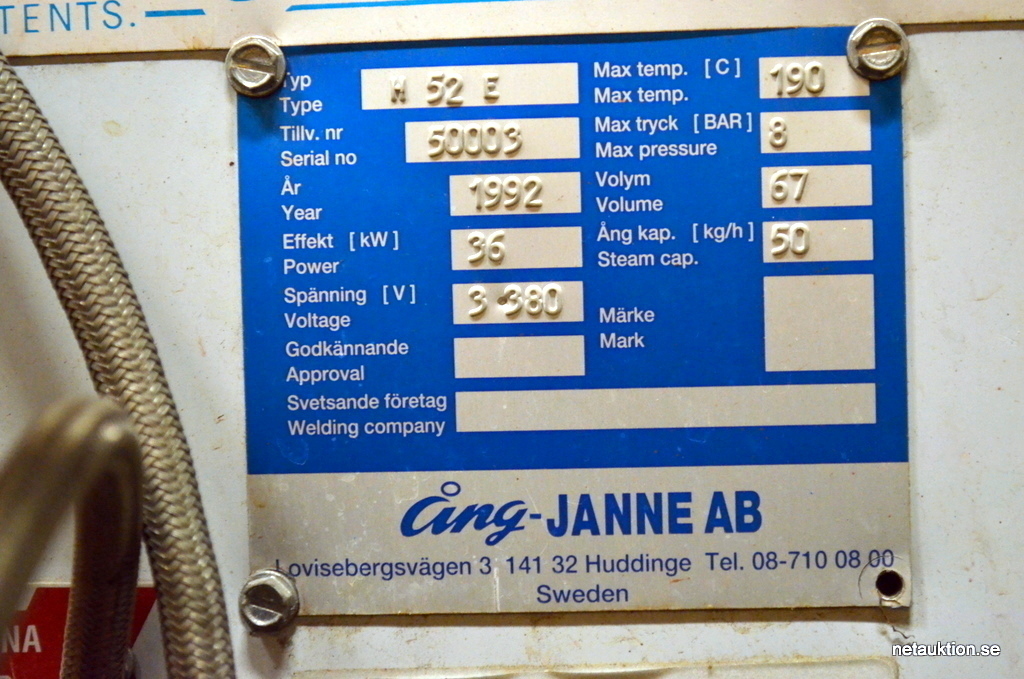 TENTS.
Typ M 52 E
Type
Tillv. nr 50003
Serial no
År 1992
Year
Effekt [ kW ] 36
Power
Spänning [ V ] 3·380
Voltage
Godkännande
Approval
Svetsande företag
Welding company
Max temp. [ C ] 190
Max temp.
Max tryck [ BAR ] 8
Max pressure
Volym 67
Volume
Ång kap. [ kg/h ] 50
Steam cap.
Märke
Mark
Ång-JANNE AB
Lovisebergsvägen 3 141 32 Huddinge Tel. 08-710 08 00
Sweden
NA
netauktion.se